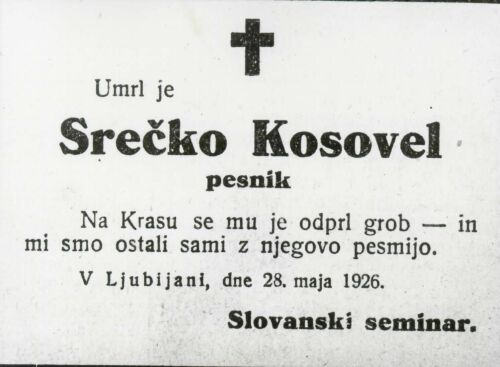 Umrl je
Srečko Kosovel
pesnik
Na Krasu se mu je odprl grob — in
mi smo ostali sami z njegovo pesmijo.
V Ljubljani, dne 28. maja 1926.
Slovanski seminar.